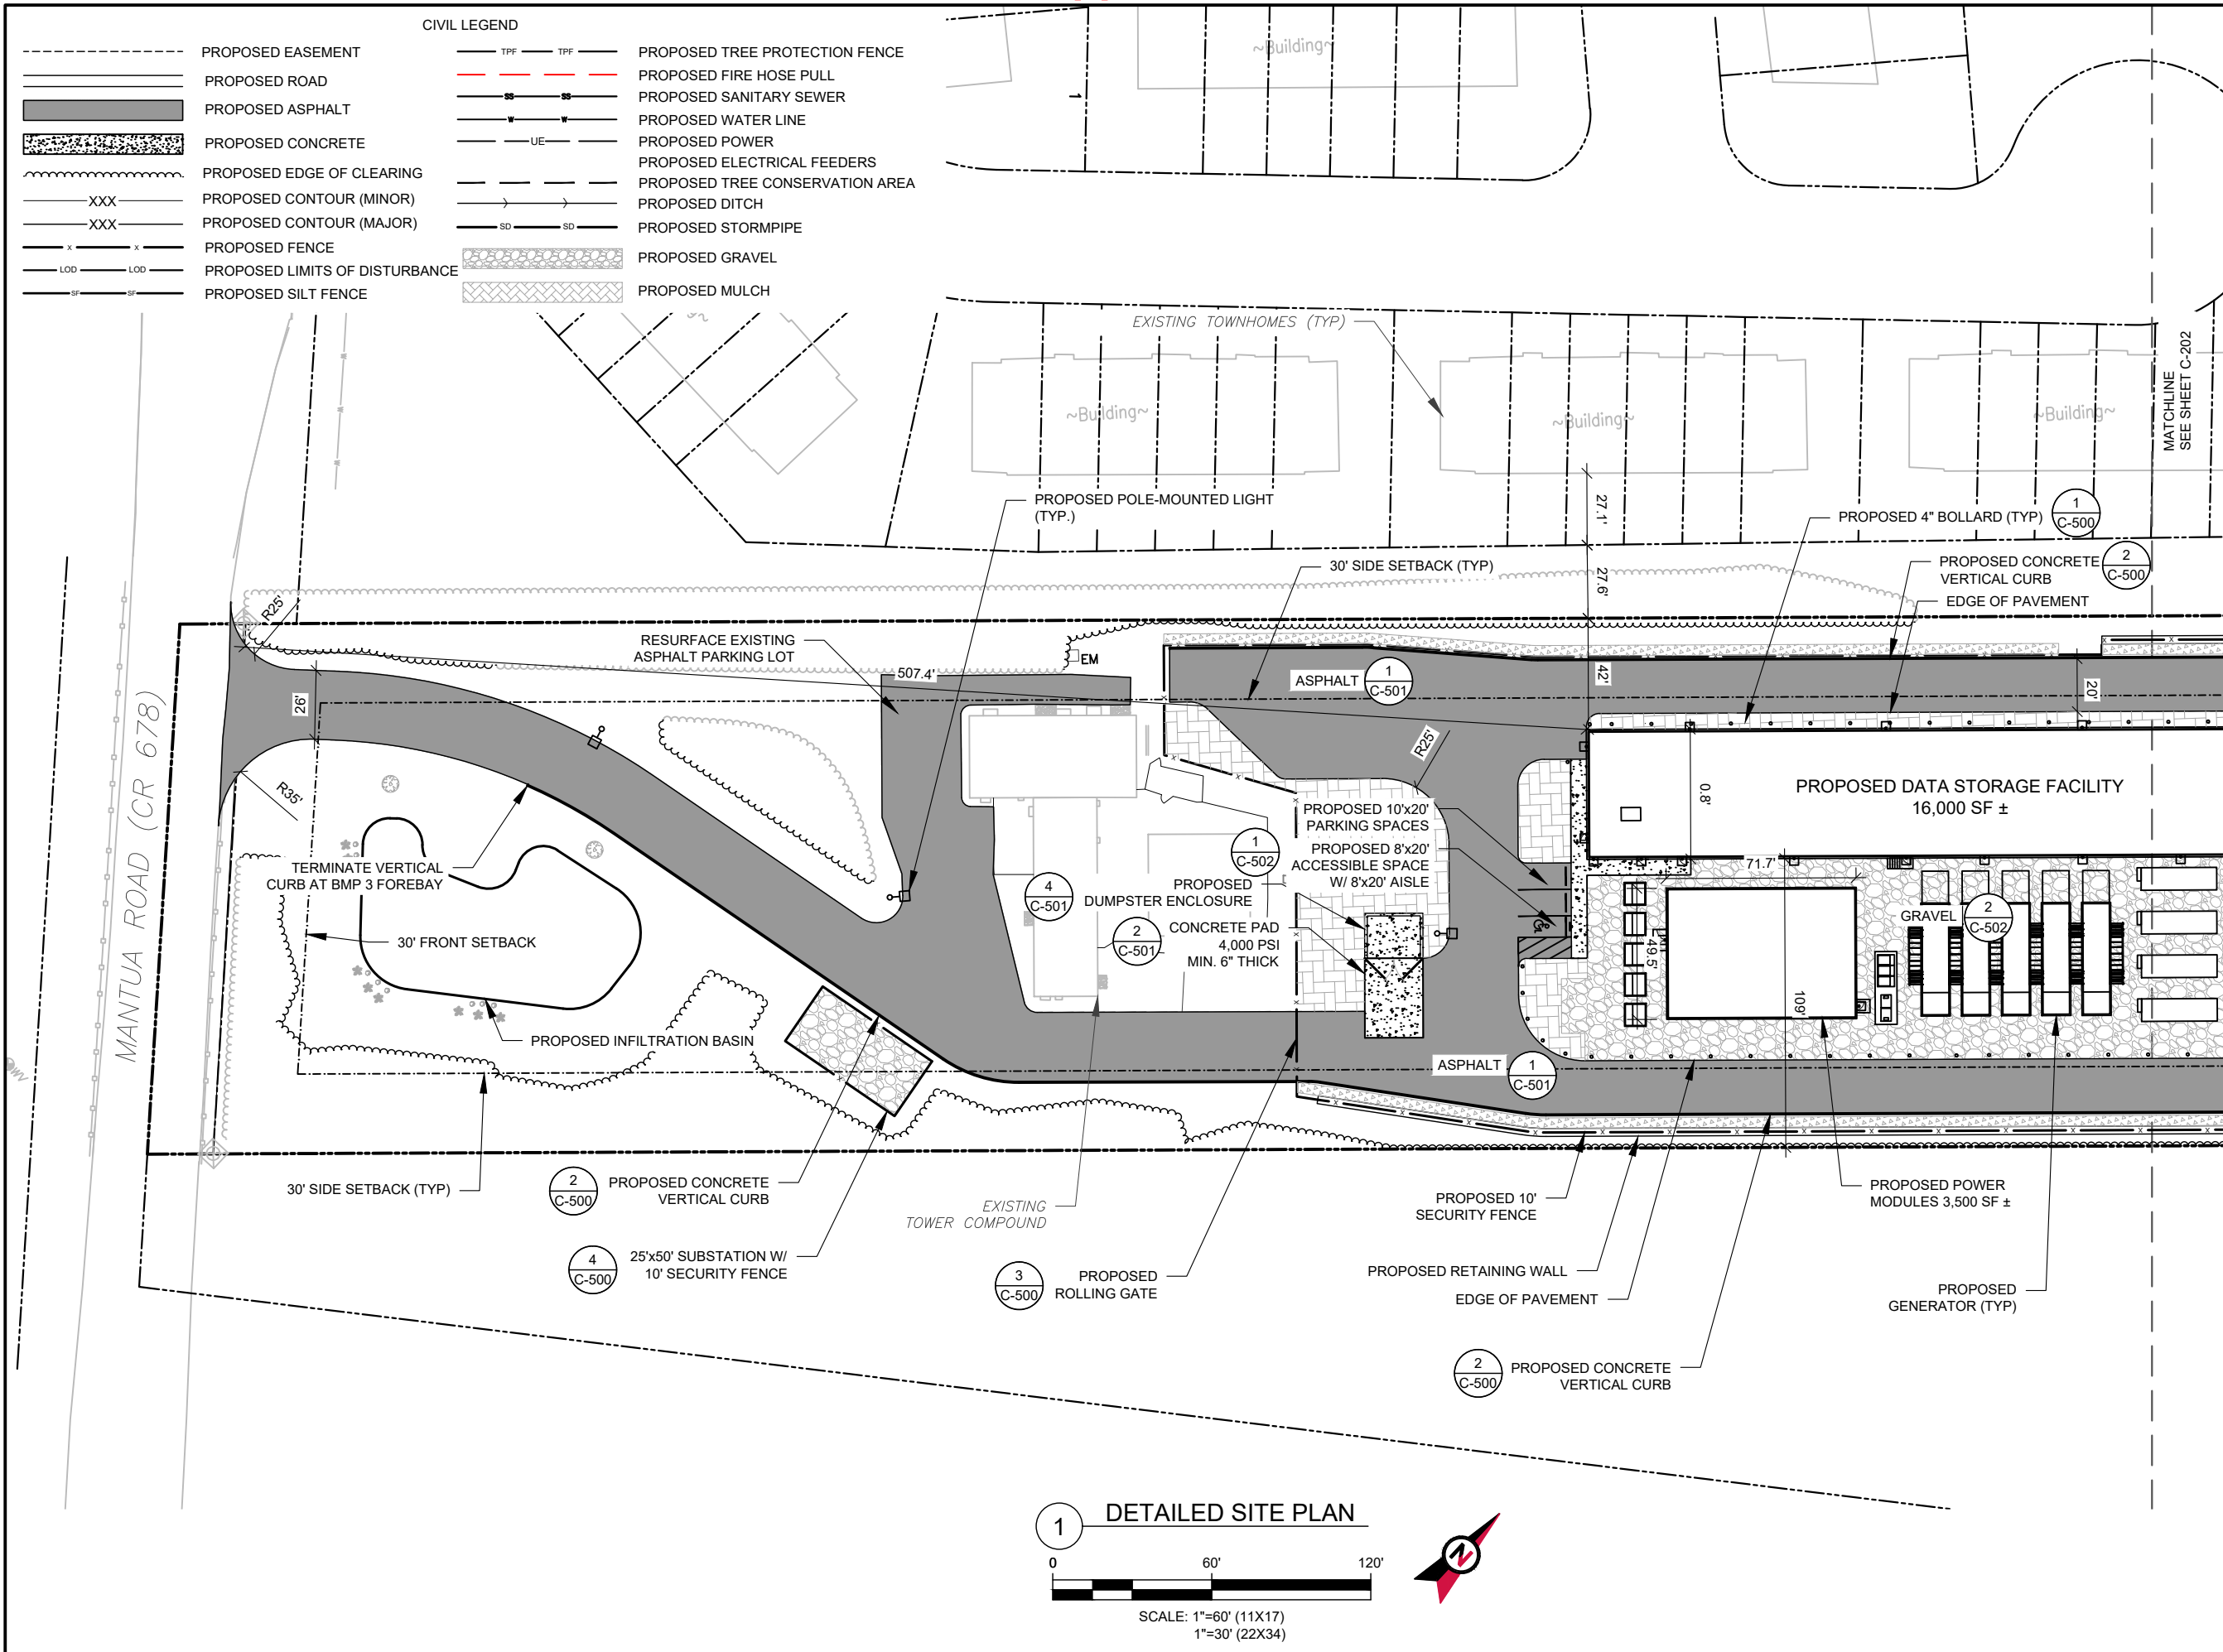 CIVIL LEGEND
PROPOSED EASEMENT
PROPOSED ROAD
PROPOSED ASPHALT
PROPOSED CONCRETE
PROPOSED EDGE OF CLEARING
XXX
PROPOSED CONTOUR (MINOR)
XXX
PROPOSED CONTOUR (MAJOR)
X X
PROPOSED FENCE
LOD LOD
PROPOSED LIMITS OF DISTURBANCE
SF SF
PROPOSED SILT FENCE
TPF TPF
PROPOSED TREE PROTECTION FENCE
PROPOSED FIRE HOSE PULL
SS SS
PROPOSED SANITARY SEWER
W W
PROPOSED WATER LINE
UE
PROPOSED POWER
PROPOSED ELECTRICAL FEEDERS
PROPOSED TREE CONSERVATION AREA
PROPOSED DITCH
SD SD
PROPOSED STORMPIPE
PROPOSED GRAVEL
PROPOSED MULCH
~Building~
1
EXISTING TOWNHOMES (TYP)
~Building~
~Building~
~Building~
MATCHLINE
SEE SHEET C-202
PROPOSED POLE-MOUNTED LIGHT
(TYP.)
27.1'
27.6'
42'
PROPOSED 4" BOLLARD (TYP)
1
C-500
30' SIDE SETBACK (TYP)
PROPOSED CONCRETE
VERTICAL CURB
2
C-500
EDGE OF PAVEMENT
R25'
RESURFACE EXISTING
ASPHALT PARKING LOT
EM
507.4'
ASPHALT
1
C-501
20'
26'
R25'
R35'
MANTUA ROAD (CR 678)
PROPOSED DATA STORAGE FACILITY
16,000 SF ±
0.8'
PROPOSED 10'x20'
PARKING SPACES
PROPOSED 8'x20'
ACCESSIBLE SPACE
W/ 8'x20' AISLE
1
C-502
PROPOSED
DUMPSTER ENCLOSURE
CONCRETE PAD
4,000 PSI
MIN. 6" THICK
4
C-501
2
C-501
TERMINATE VERTICAL
CURB AT BMP 3 FOREBAY
30' FRONT SETBACK
PROPOSED INFILTRATION BASIN
71.7'
49.5'
109'
GRAVEL
2
C-502
ASPHALT
1
C-501
30' SIDE SETBACK (TYP)
2
C-500
PROPOSED CONCRETE
VERTICAL CURB
4
C-500
25'x50' SUBSTATION W/
10' SECURITY FENCE
EXISTING
TOWER COMPOUND
3
C-500
PROPOSED
ROLLING GATE
PROPOSED 10'
SECURITY FENCE
PROPOSED RETAINING WALL
EDGE OF PAVEMENT
2
C-500
PROPOSED CONCRETE
VERTICAL CURB
PROPOSED POWER
MODULES 3,500 SF ±
PROPOSED
GENERATOR (TYP)
1
DETAILED SITE PLAN
0 60' 120'
SCALE: 1"=60' (11X17)
1"=30' (22X34)
N